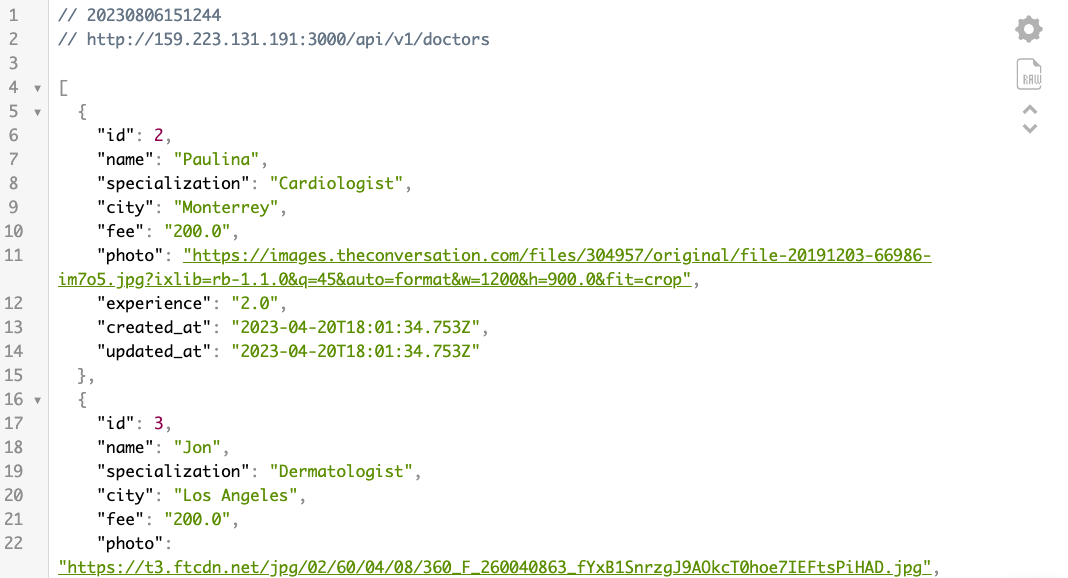 1 // 20230806151244
2 // http://159.223.131.191:3000/api/v1/doctors
3
4 ▼ [
5 ▼ {
6 "id": 2,
7 "name": "Paulina",
8 "specialization": "Cardiologist",
9 "city": "Monterrey",
10 "fee": "200.0",
11 "photo": "https://images.theconversation.com/files/304957/original/file-20191203-66986-
im7o5.jpg?ixlib=rb-1.1.0&q=45&auto=format&w=1200&h=900.0&fit=crop",
12 "experience": "2.0",
13 "created_at": "2023-04-20T18:01:34.753Z",
14 "updated_at": "2023-04-20T18:01:34.753Z"
15 },
16 ▼ {
17 "id": 3,
18 "name": "Jon",
19 "specialization": "Dermatologist",
20 "city": "Los Angeles",
21 "fee": "200.0",
22 "photo":
"https://t3.ftcdn.net/jpg/02/60/04/08/360_F_260040863_fYxB1SnrzgJ9AOkcT0hoe7IEFtsPiHAD.jpg",
RAW